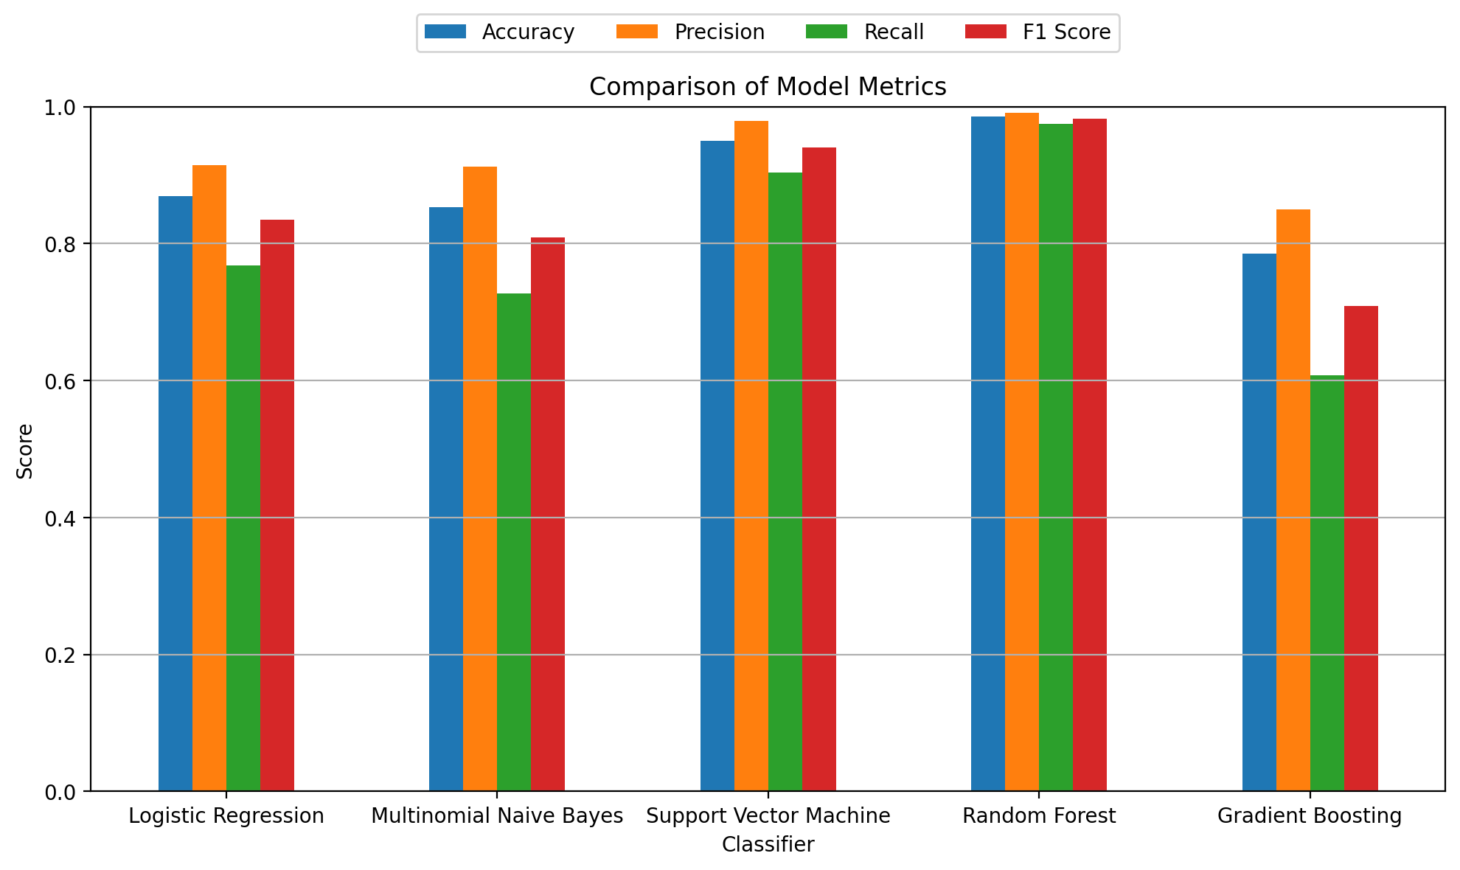 Accuracy Precision Recall F1 Score
Comparison of Model Metrics
1.0
0.8
0.6
0.4
0.2
0.0
Score
Logistic Regression Multinomial Naive Bayes Support Vector Machine Random Forest Gradient Boosting
Classifier